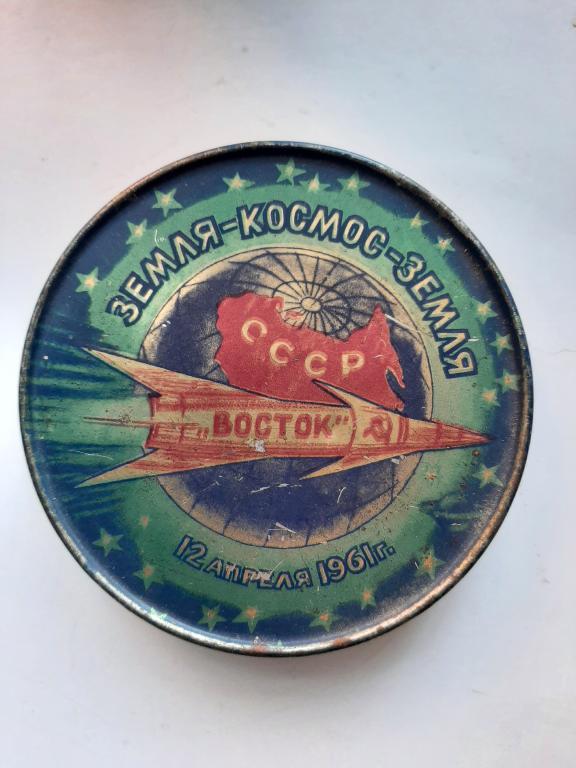 ЗЕМЛЯ-КОСМОС-ЗЕМЛЯ
СССР
„ВОСТОК"
12 АПРЕЛЯ 1961г.